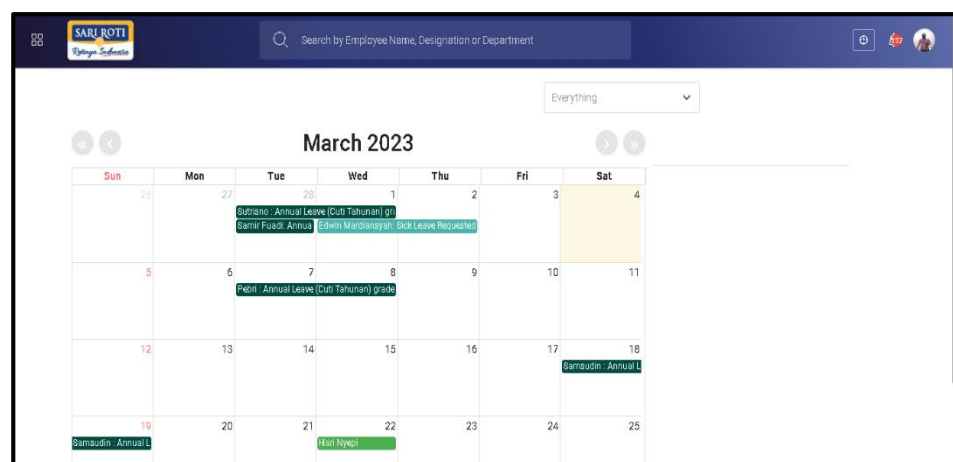 SARI ROTI
Rotinya Indonesia
Search by Employee Name, Designation or Department
Everything
March 2023
Sun Mon Tue Wed Thu Fri Sat
26 27 28 1 2 3 4
Sutrisno : Annual Leave (Cuti Tahunan) gra
Samir Fuadi: Annua Edwin Mardiansyah: Sick Leave Requested
5 6 7 8 9 10 11
Pebri : Annual Leave (Cuti Tahunan) grade
12 13 14 15 16 17 18
Samsudin : Annual L
19 20 21 22 23 24 25
Samsudin : Annual L Hari Nyepi